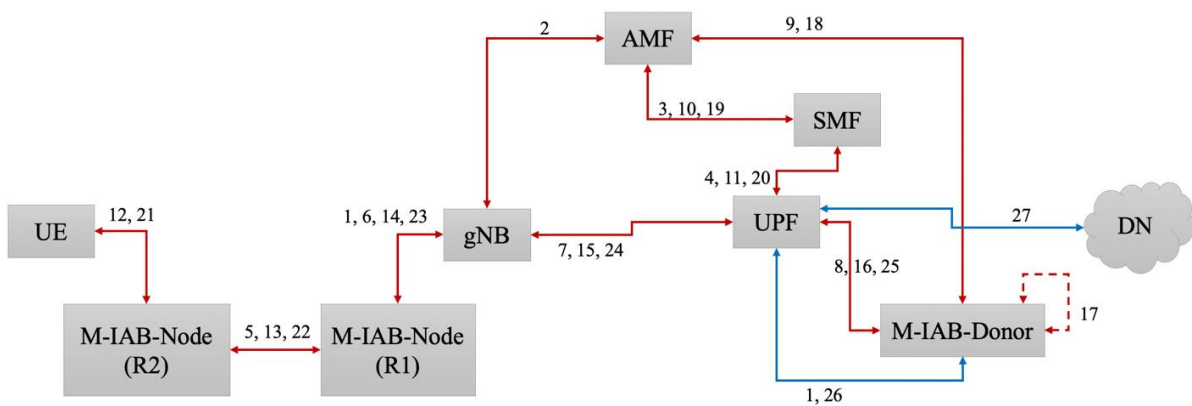 2
9, 18
AMF
3, 10, 19
SMF
4, 11, 20
12, 21
1, 6, 14, 23
UE
gNB
7, 15, 24
UPF
27
DN
8, 16, 25
M-IAB-Node
(R2)
5, 13, 22
M-IAB-Node
(R1)
M-IAB-Donor
17
1, 26